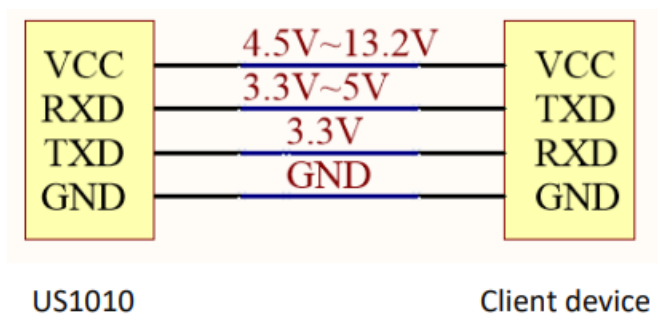 VCC 4.5V~13.2V VCC
RXD 3.3V~5V TXD
TXD 3.3V RXD
GND GND GND
US1010 Client device